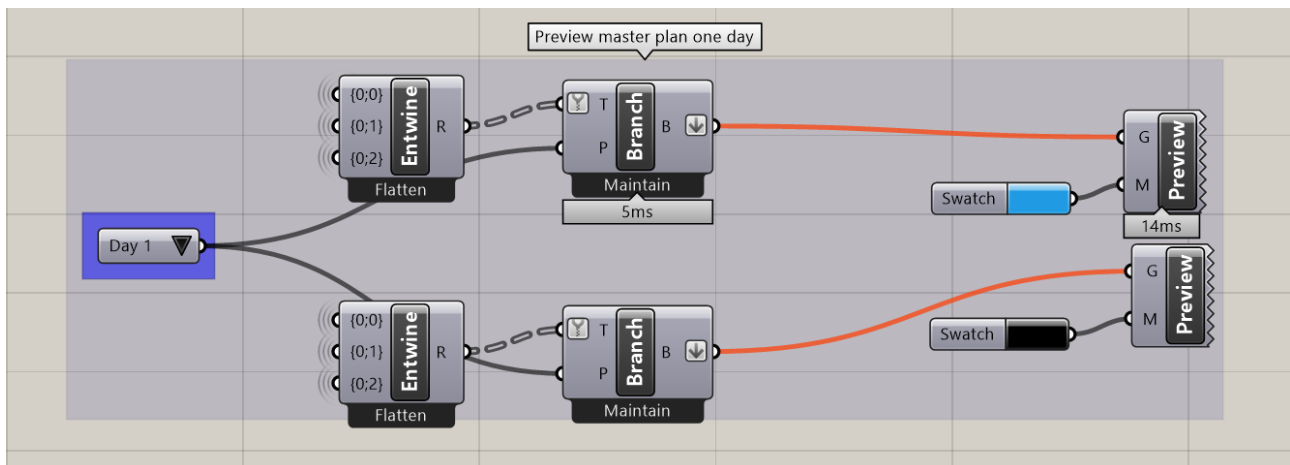 Preview master plan one day
{0;0}
{0;1}
{0;2}
Entwine
R
Flatten
T
P
Branch
B
Maintain
5ms
G
M
Preview
14ms
Swatch
Day 1
{0;0}
{0;1}
{0;2}
Entwine
R
Flatten
T
P
Branch
B
Maintain
G
M
Preview
Swatch